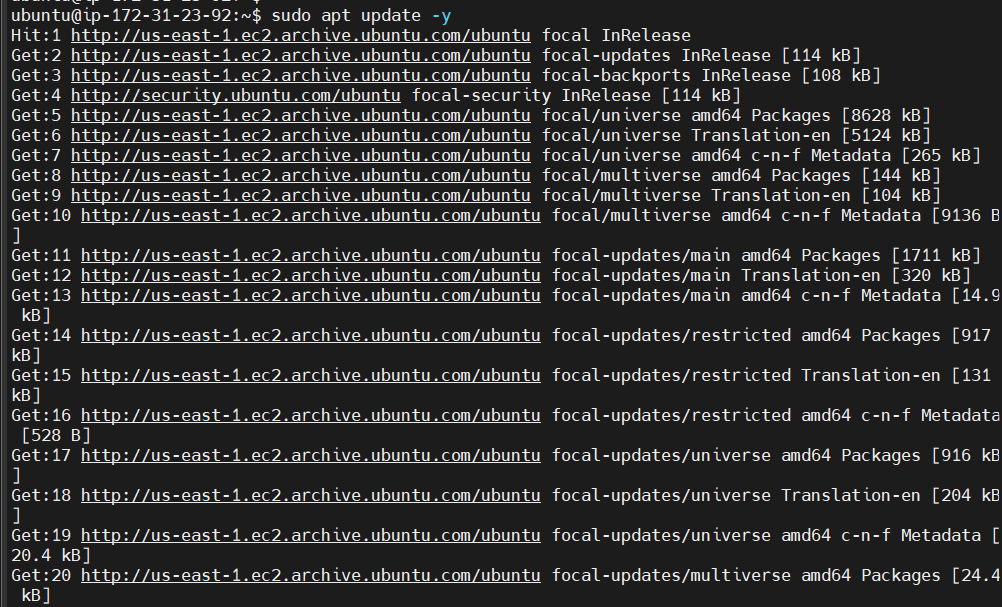 ubuntu@ip-172-31-23-92:~$ sudo apt update -y
Hit:1 http://us-east-1.ec2.archive.ubuntu.com/ubuntu focal InRelease
Get:2 http://us-east-1.ec2.archive.ubuntu.com/ubuntu focal-updates InRelease [114 kB]
Get:3 http://us-east-1.ec2.archive.ubuntu.com/ubuntu focal-backports InRelease [108 kB]
Get:4 http://security.ubuntu.com/ubuntu focal-security InRelease [114 kB]
Get:5 http://us-east-1.ec2.archive.ubuntu.com/ubuntu focal/universe amd64 Packages [8628 kB]
Get:6 http://us-east-1.ec2.archive.ubuntu.com/ubuntu focal/universe Translation-en [5124 kB]
Get:7 http://us-east-1.ec2.archive.ubuntu.com/ubuntu focal/universe amd64 c-n-f Metadata [265 kB]
Get:8 http://us-east-1.ec2.archive.ubuntu.com/ubuntu focal/multiverse amd64 Packages [144 kB]
Get:9 http://us-east-1.ec2.archive.ubuntu.com/ubuntu focal/multiverse Translation-en [104 kB]
Get:10 http://us-east-1.ec2.archive.ubuntu.com/ubuntu focal/multiverse amd64 c-n-f Metadata [9136 B
]
Get:11 http://us-east-1.ec2.archive.ubuntu.com/ubuntu focal-updates/main amd64 Packages [1711 kB]
Get:12 http://us-east-1.ec2.archive.ubuntu.com/ubuntu focal-updates/main Translation-en [320 kB]
Get:13 http://us-east-1.ec2.archive.ubuntu.com/ubuntu focal-updates/main amd64 c-n-f Metadata [14.9
 kB]
Get:14 http://us-east-1.ec2.archive.ubuntu.com/ubuntu focal-updates/restricted amd64 Packages [917
kB]
Get:15 http://us-east-1.ec2.archive.ubuntu.com/ubuntu focal-updates/restricted Translation-en [131
kB]
Get:16 http://us-east-1.ec2.archive.ubuntu.com/ubuntu focal-updates/restricted amd64 c-n-f Metadata
 [528 B]
Get:17 http://us-east-1.ec2.archive.ubuntu.com/ubuntu focal-updates/universe amd64 Packages [916 kB
]
Get:18 http://us-east-1.ec2.archive.ubuntu.com/ubuntu focal-updates/universe Translation-en [204 kB
]
Get:19 http://us-east-1.ec2.archive.ubuntu.com/ubuntu focal-updates/universe amd64 c-n-f Metadata [
20.4 kB]
Get:20 http://us-east-1.ec2.archive.ubuntu.com/ubuntu focal-updates/multiverse amd64 Packages [24.4
 kB]